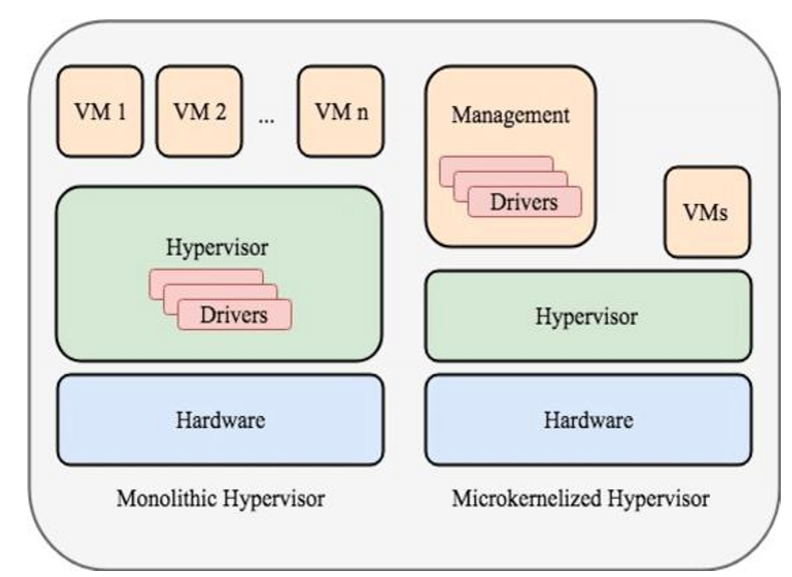 VM 1
VM 2
...
VM n
Hypervisor
Drivers
Hardware
Monolithic Hypervisor
Management
Drivers
VMs
Hypervisor
Hardware
Microkernelized Hypervisor